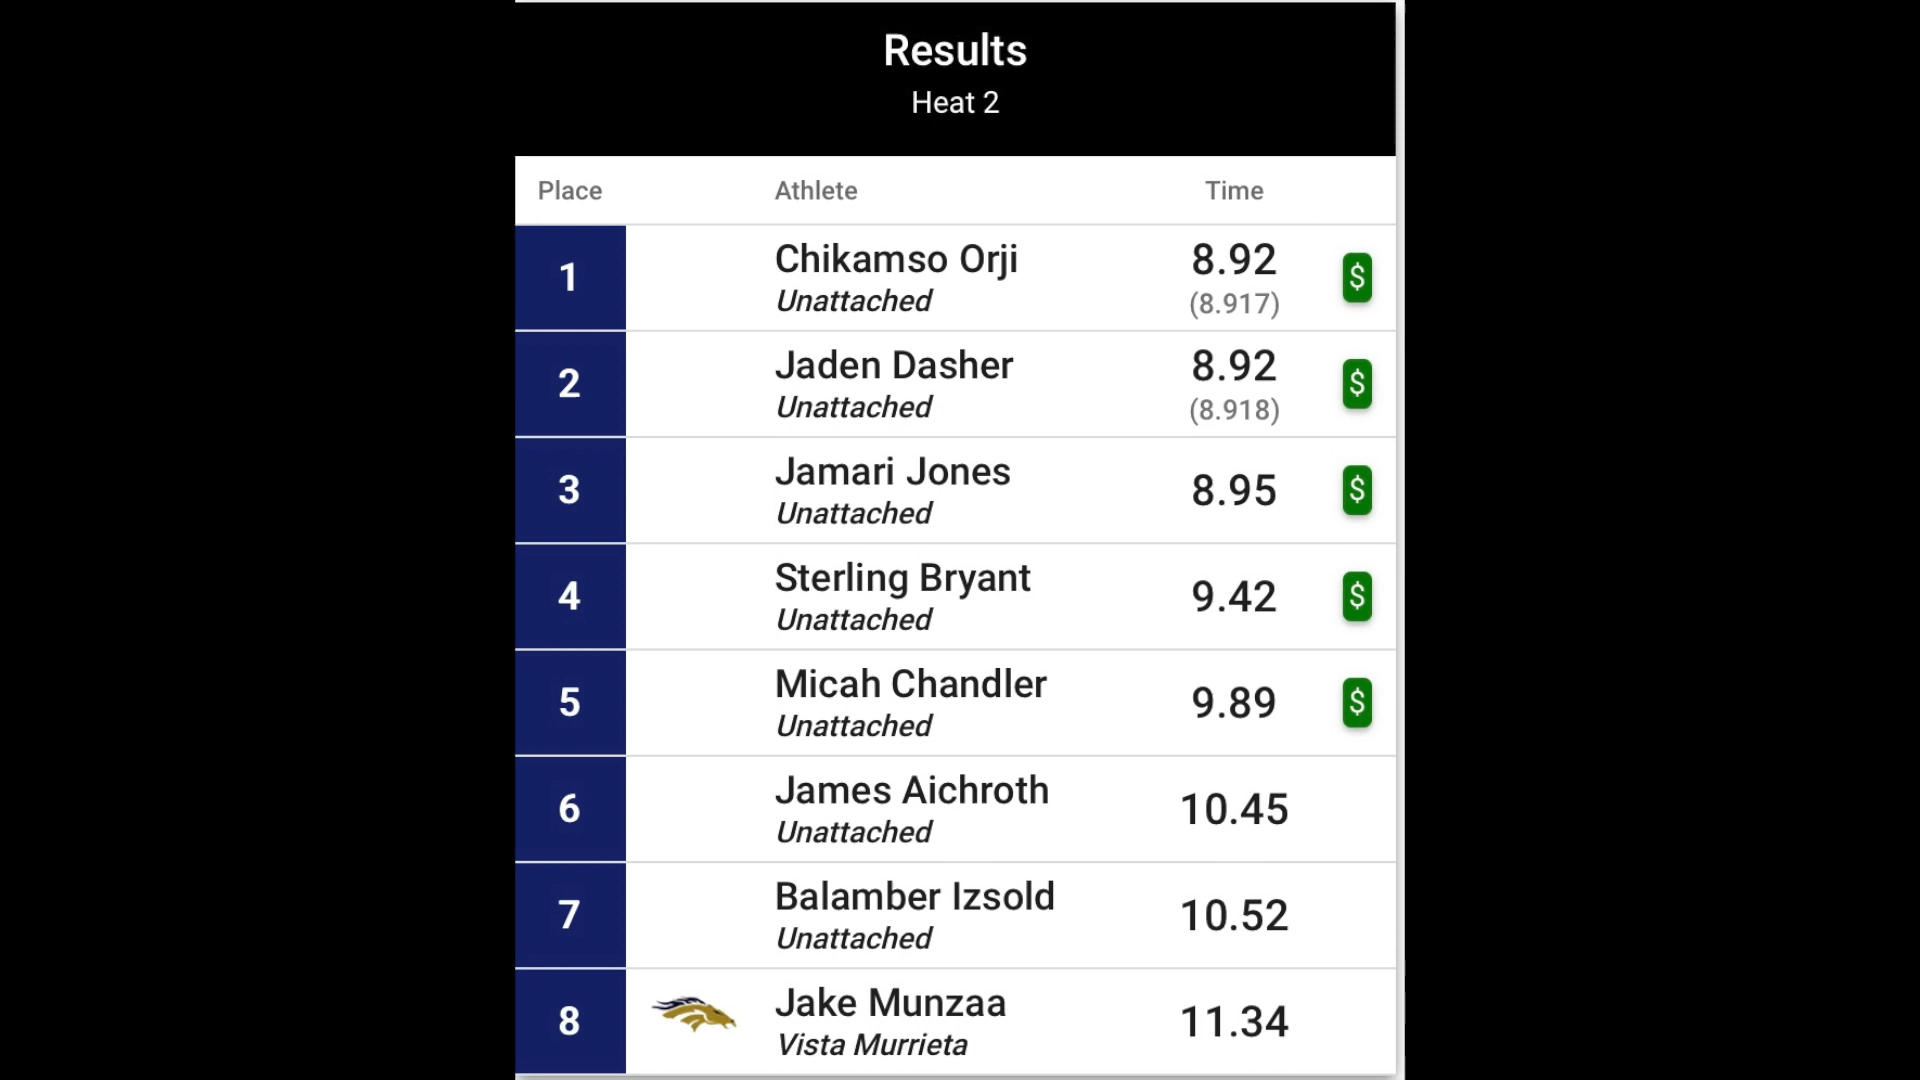 Results
Heat 2
Place Athlete Time
1 Chikamso Orji 8.92 $
Unattached (8.917)
2 Jaden Dasher 8.92 $
Unattached (8.918)
3 Jamari Jones 8.95 $
Unattached
4 Sterling Bryant 9.42 $
Unattached
5 Micah Chandler 9.89 $
Unattached
6 James Aichroth 10.45
Unattached
7 Balamber Izsold 10.52
Unattached
8 Jake Munzaa 11.34
Vista Murrieta